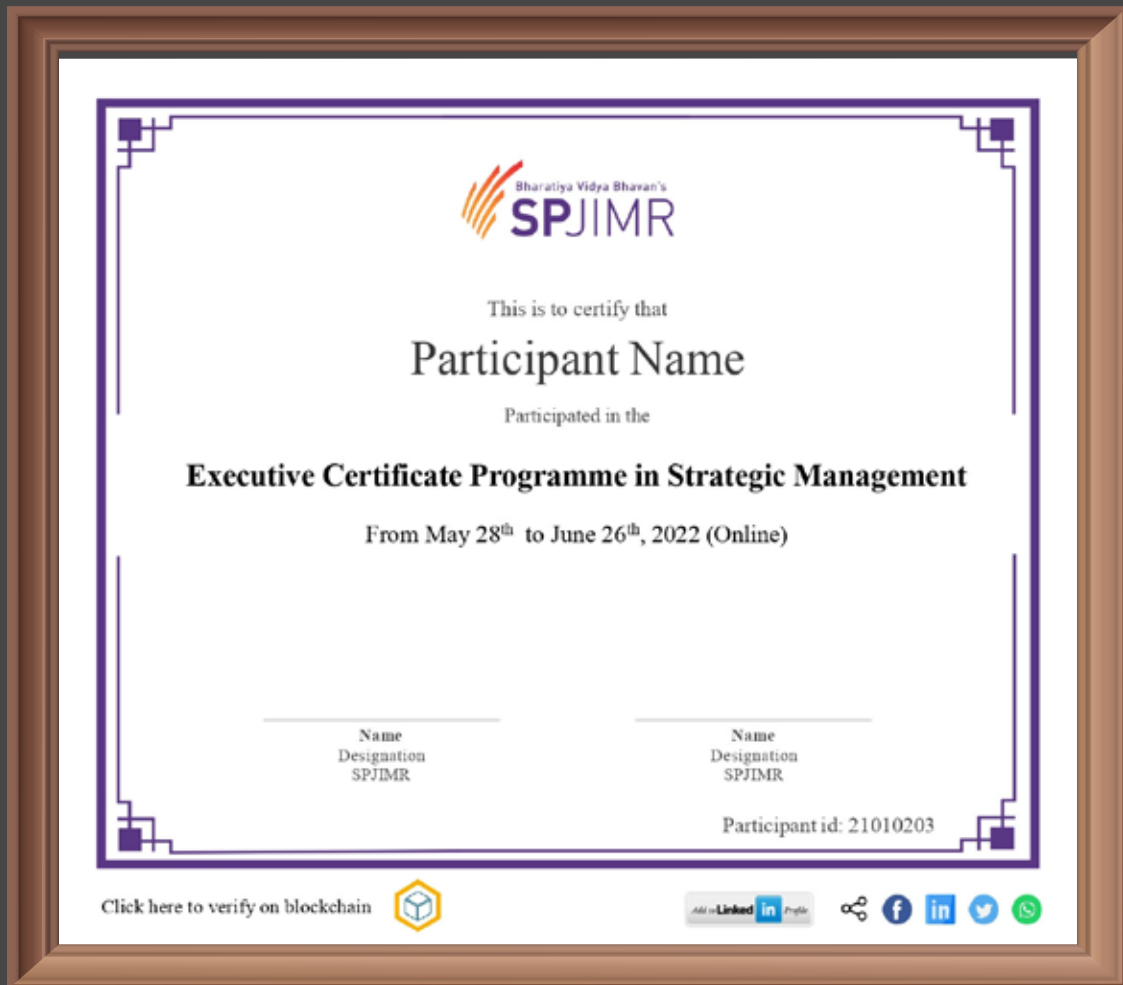 Bharatiya Vidya Bhavan's
SPJIMR
This is to certify that
Participant Name
Participated in the
Executive Certificate Programme in Strategic Management
From May 28th to June 26th, 2022 (Online)
Name
Designation
SPJIMR
Name
Designation
SPJIMR
Participant id: 21010203
Click here to verify on blockchain
Add to Linked in Profile
f in